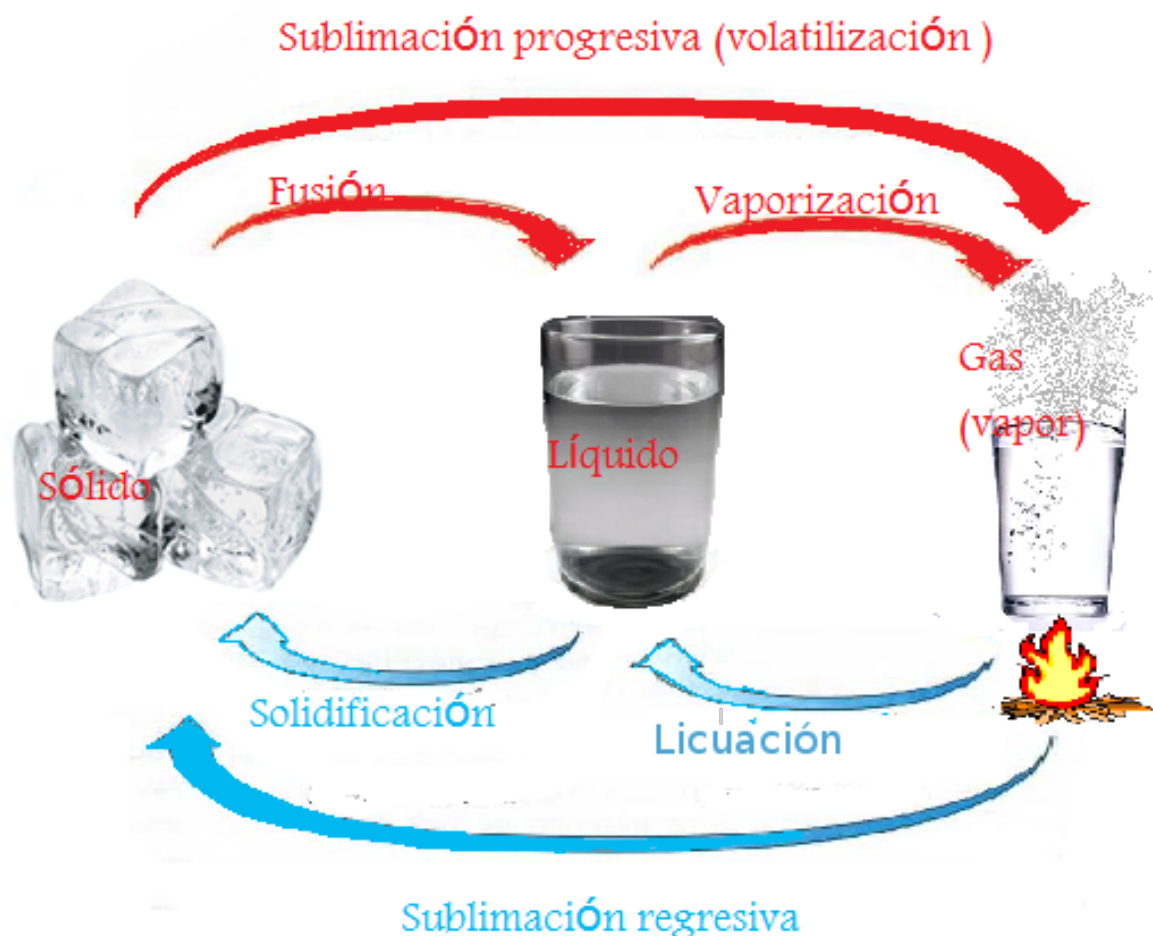 Sublimación progresiva (volatilización )
Fusión
Vaporización
Sólido
Líquido
Gas
(vapor)
Solidificación
Licuación
Sublimación regresiva